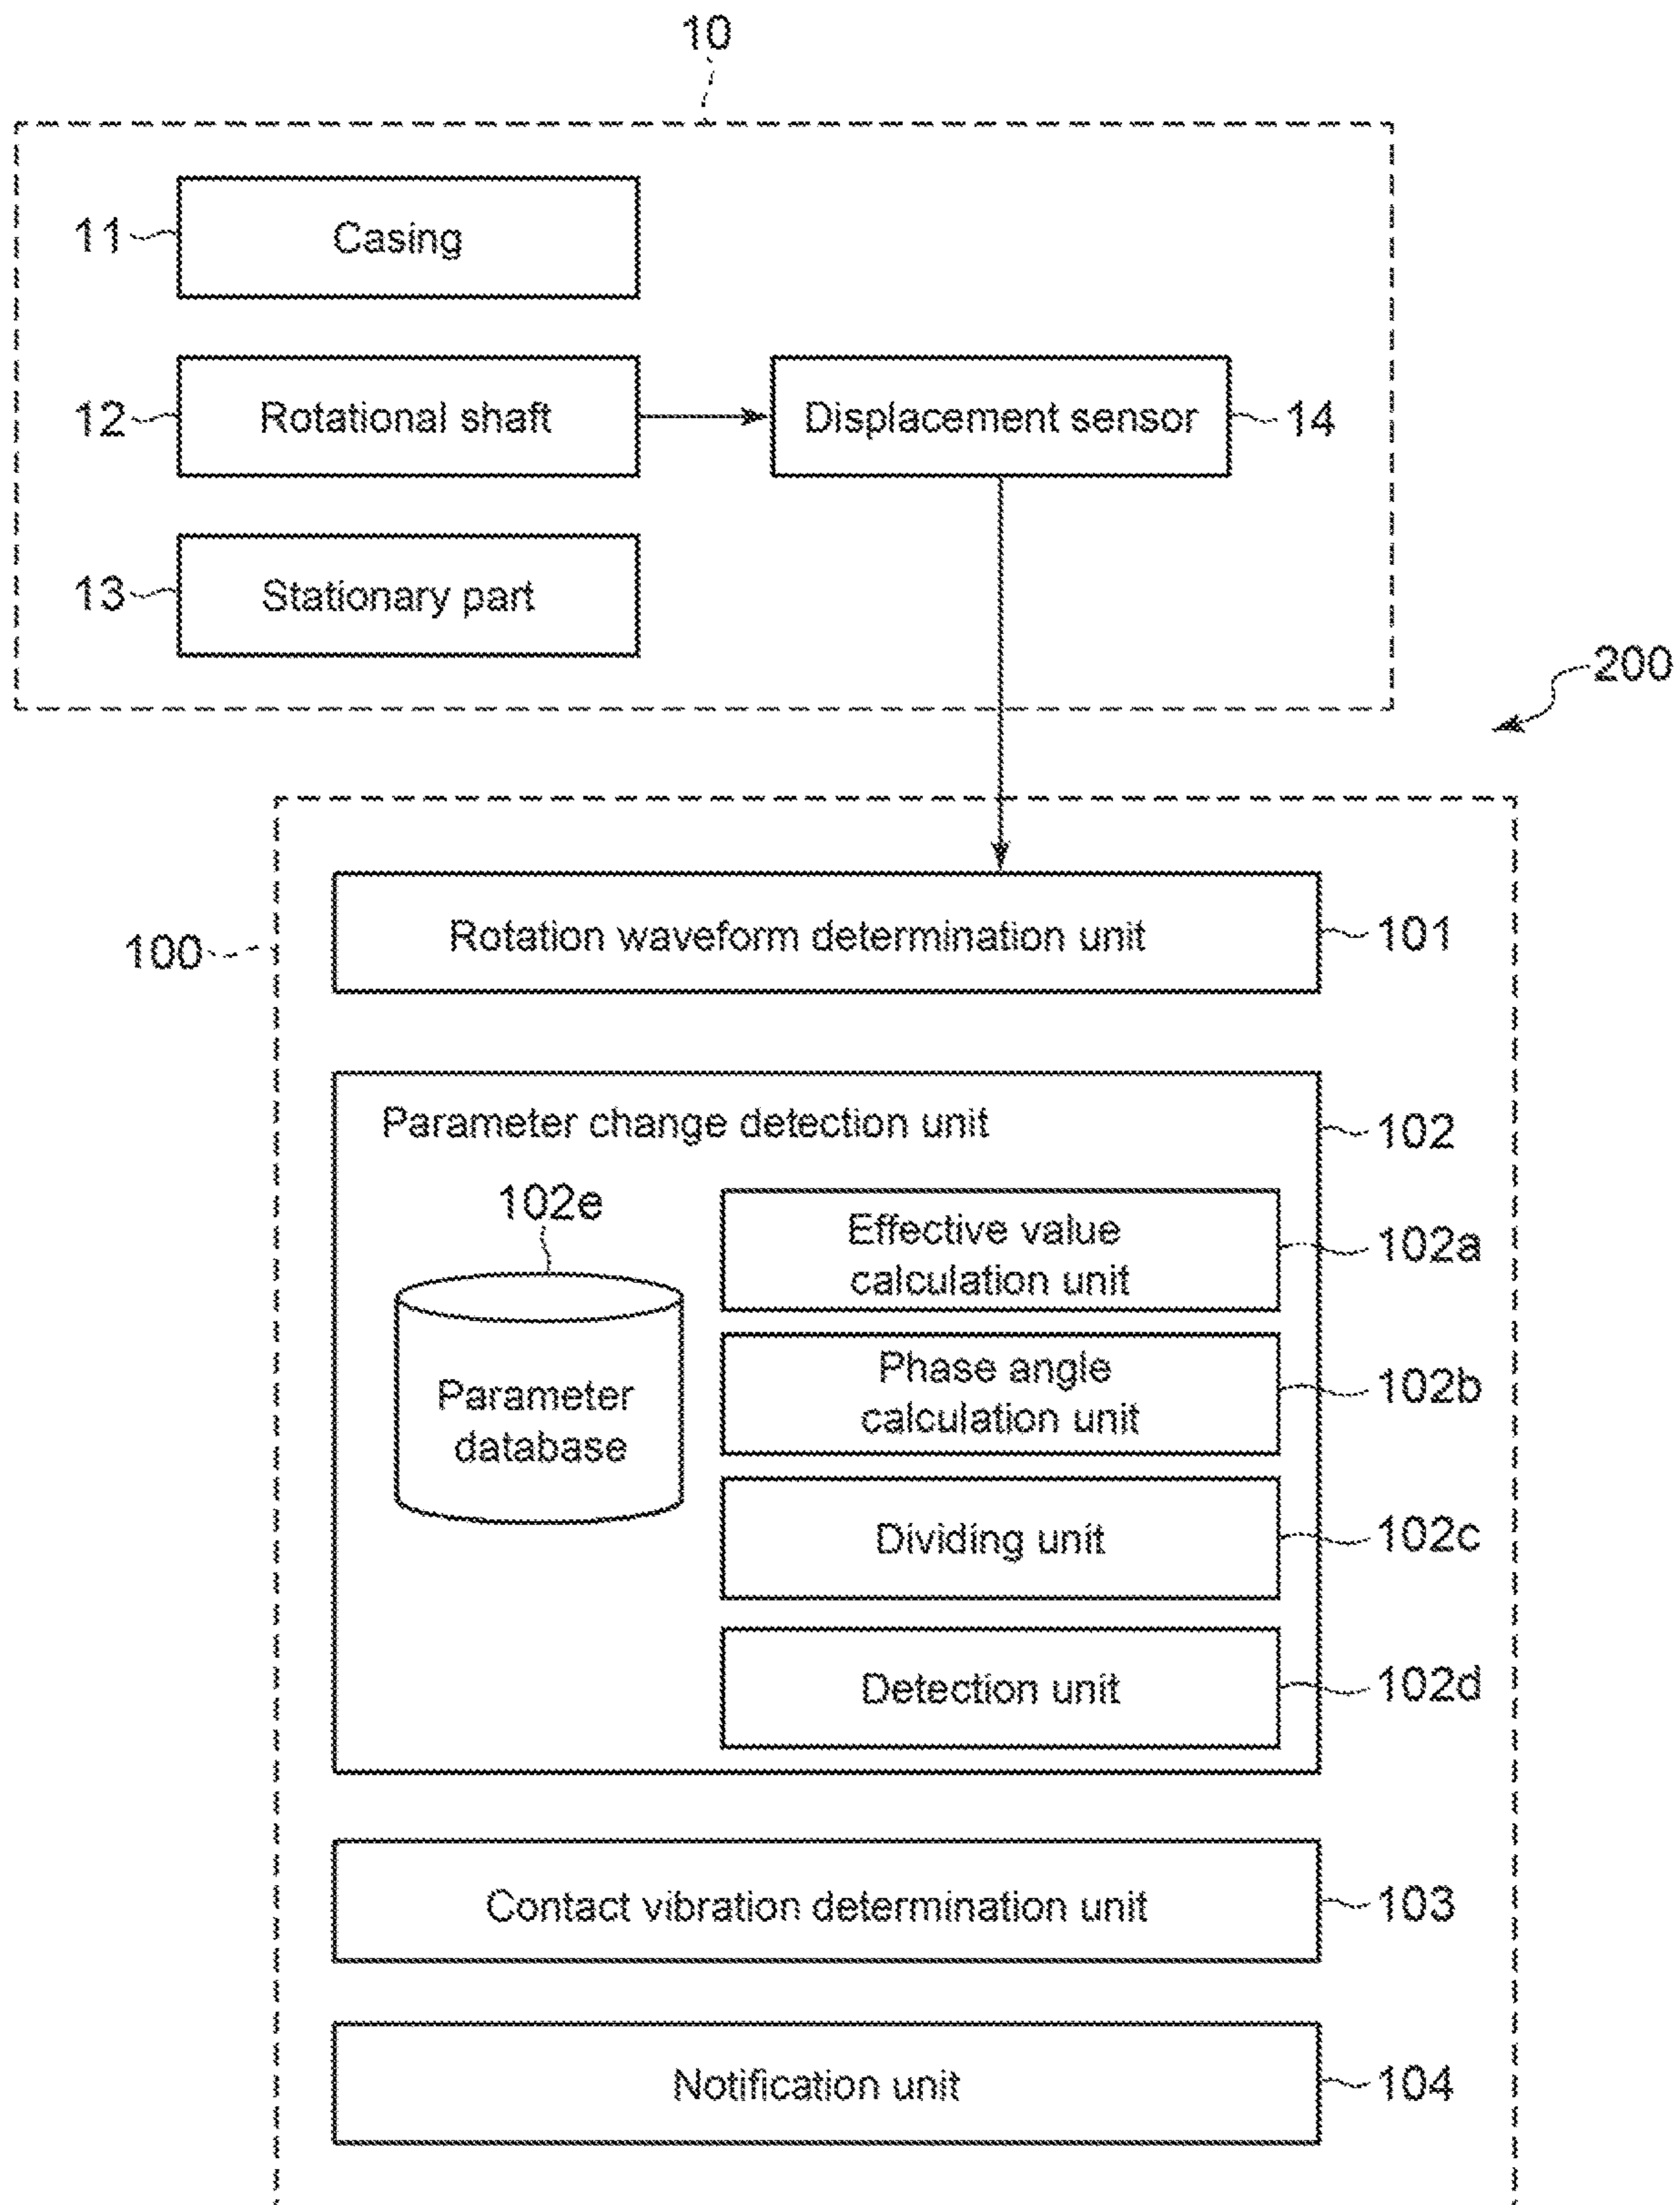 10
11
Casing
12
Rotational shaft
Displacement sensor
14
13
Stationary part
200
100
Rotation waveform determination unit
101
Parameter change detection unit
102
102e
Parameter
database
Effective value
calculation unit
102a
Phase angle
calculation unit
102b
Dividing unit
102c
Detection unit
102d
Contact vibration determination unit
103
Notification unit
104